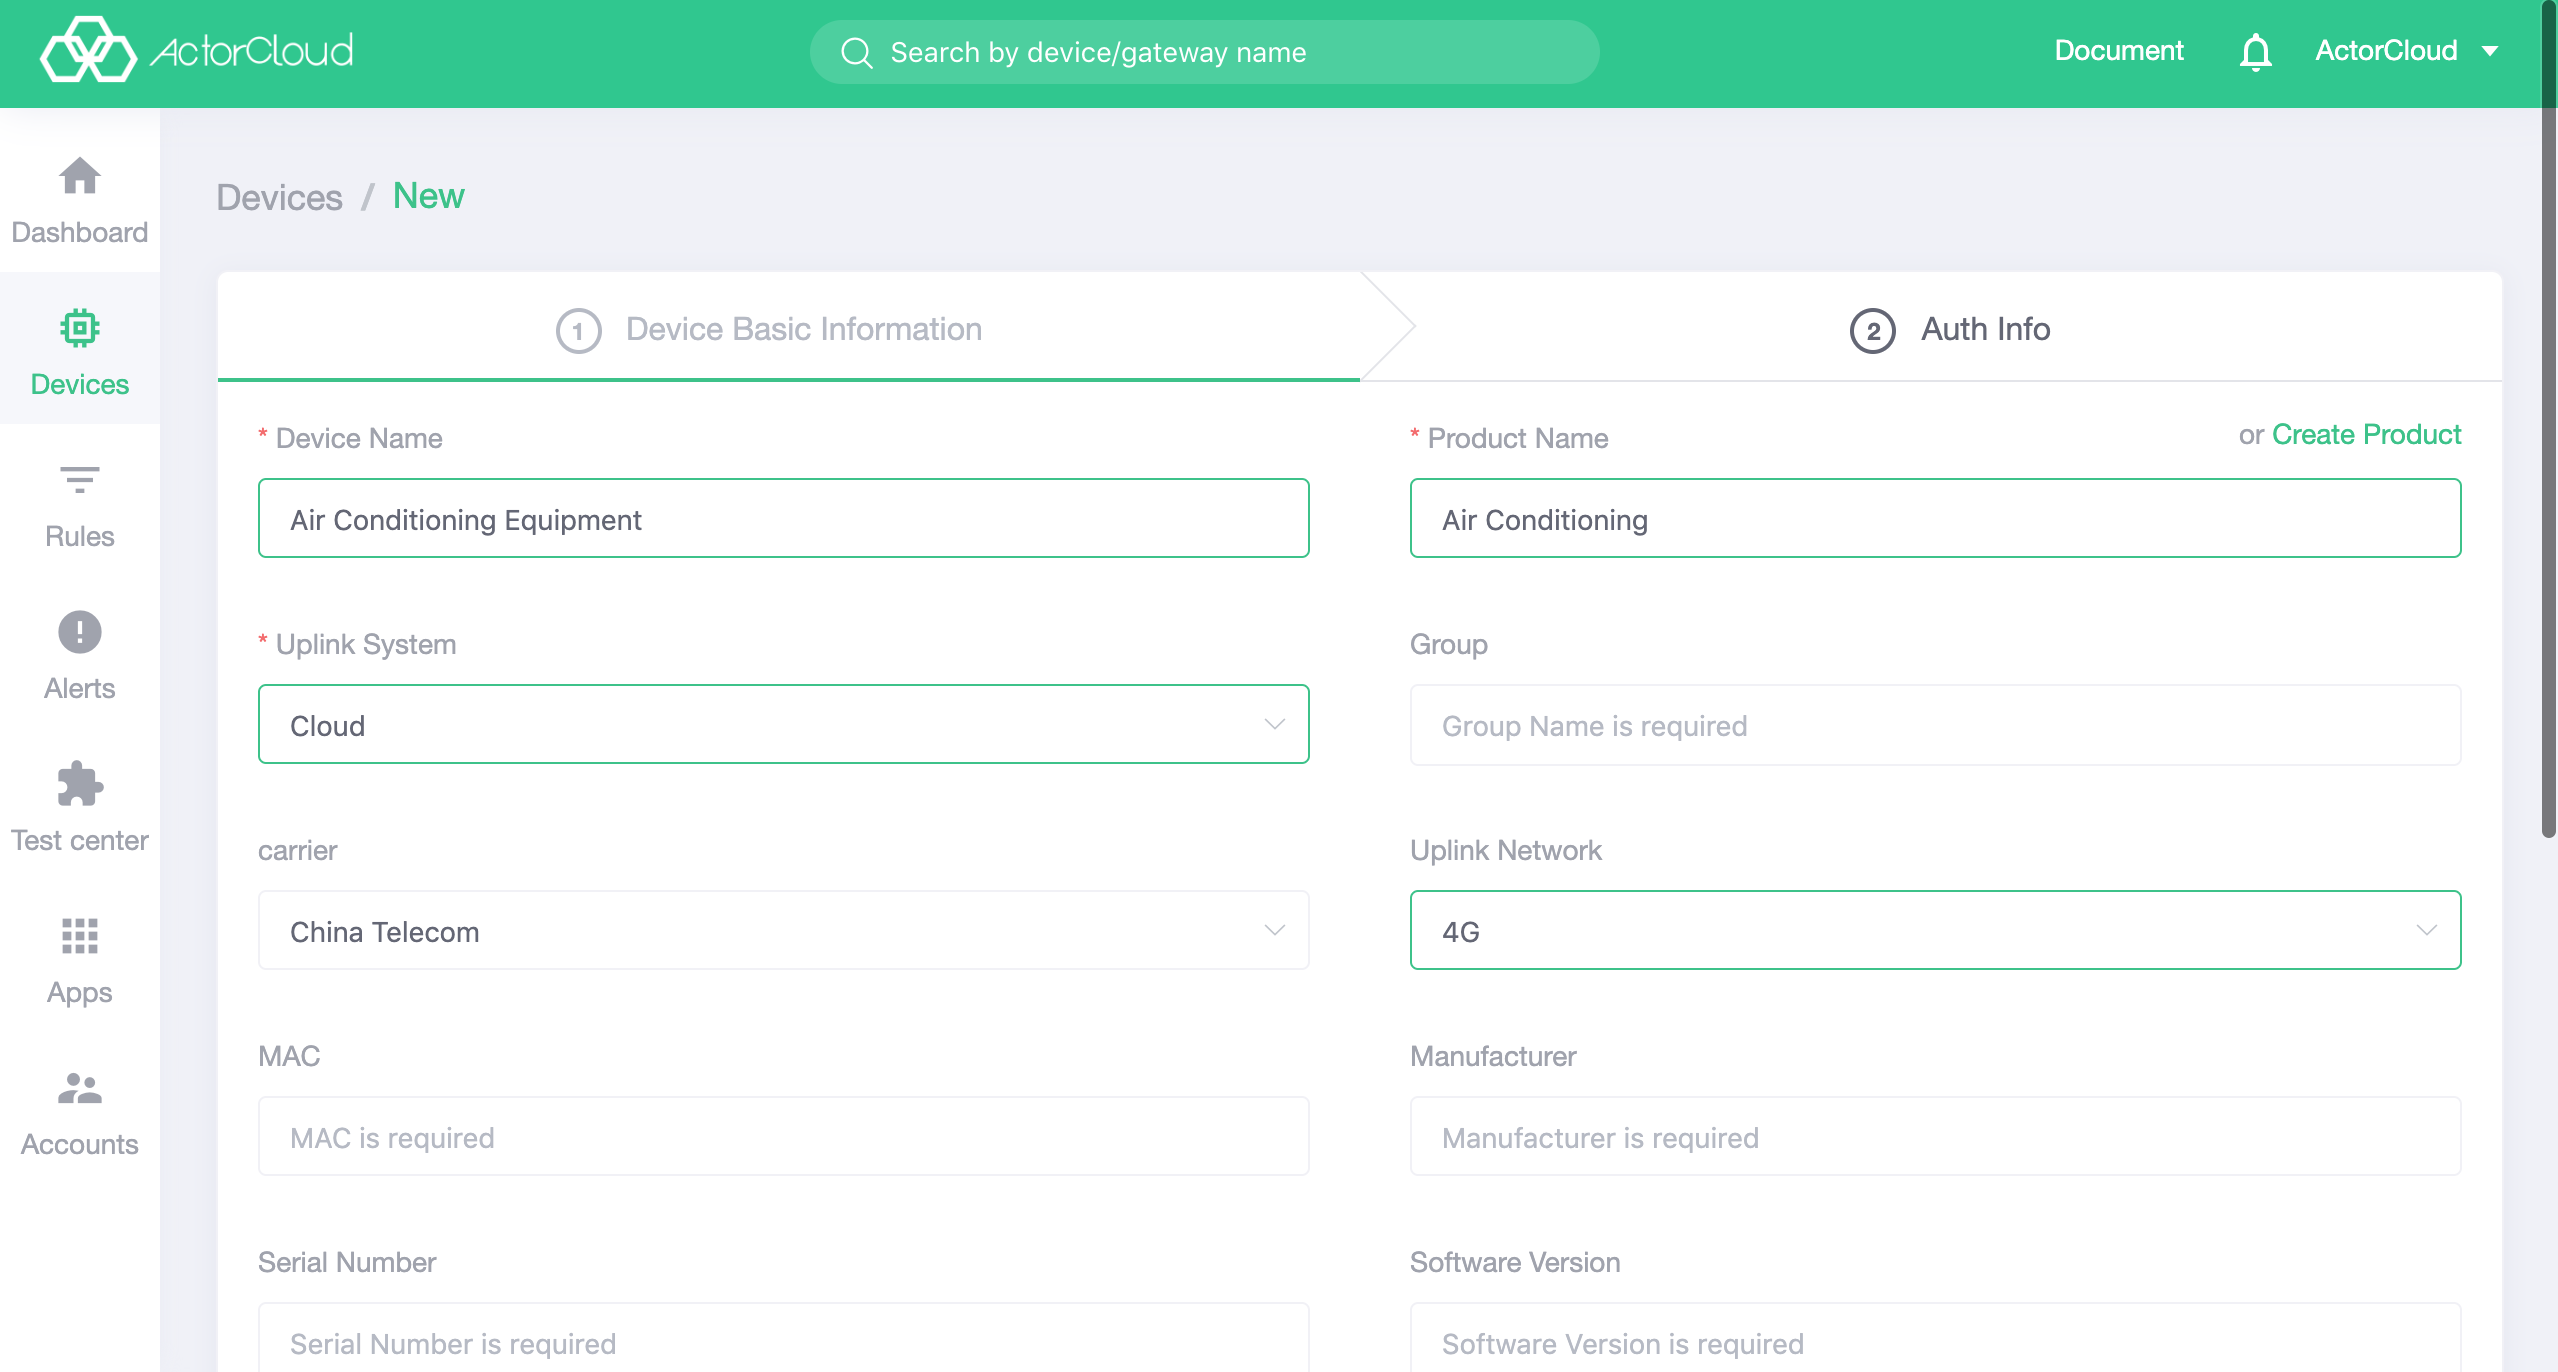 ActorCloud
Search by device/gateway name
Document
ActorCloud
Dashboard
Devices
Rules
Alerts
Test center
Apps
Accounts
Devices / New
1 Device Basic Information
2 Auth Info
* Device Name
Air Conditioning Equipment
* Product Name
or Create Product
Air Conditioning
* Uplink System
Cloud
Group
Group Name is required
carrier
China Telecom
Uplink Network
4G
MAC
MAC is required
Manufacturer
Manufacturer is required
Serial Number
Serial Number is required
Software Version
Software Version is required